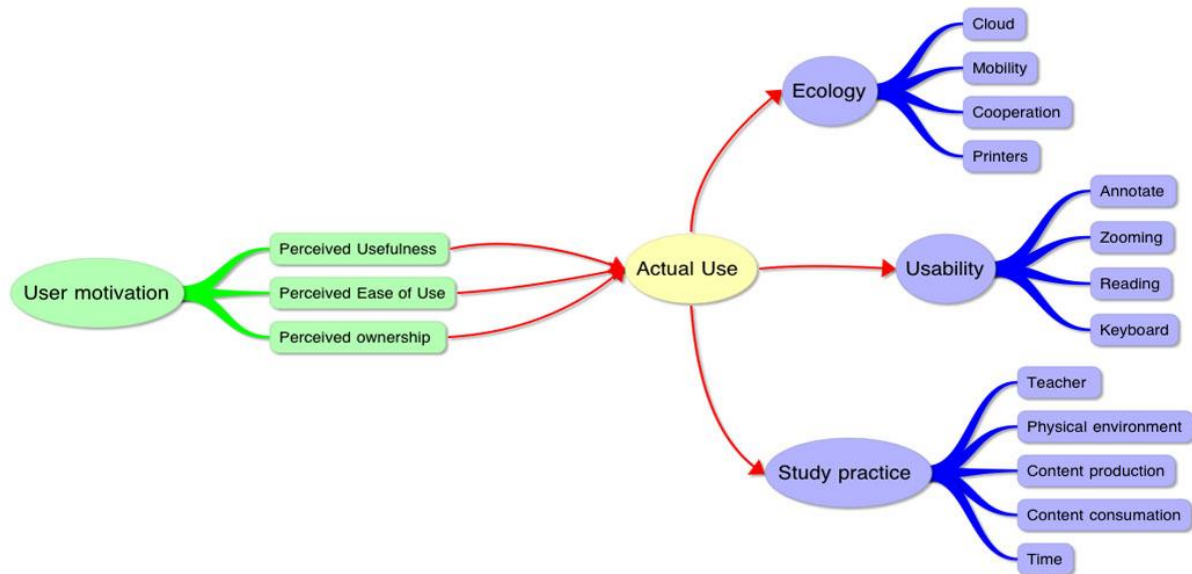 User motivation
Perceived Usefulness
Perceived Ease of Use
Perceived ownership
Actual Use
Ecology
Cloud
Mobility
Cooperation
Printers
Usability
Annotate
Zooming
Reading
Keyboard
Study practice
Teacher
Physical environment
Content production
Content consumation
Time